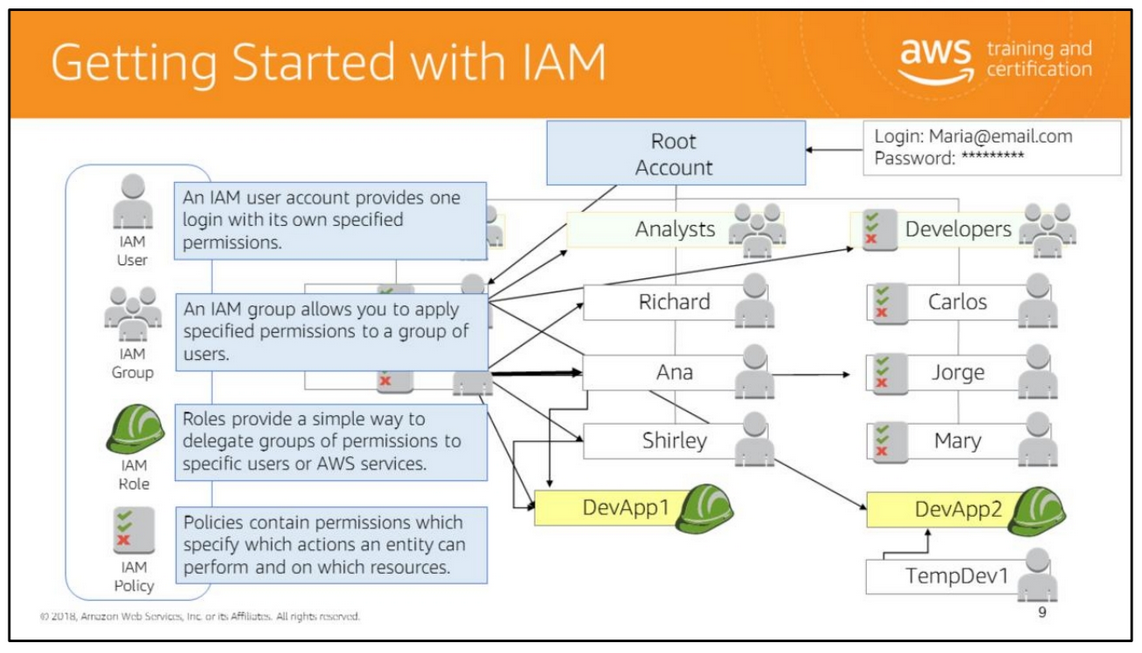 Getting Started with IAM
aws training and
certification
Root
Account
Login: Maria@email.com
Password: *********
IAM
User
An IAM user account provides one
login with its own specified
permissions.
Analysts
Developers
IAM
Group
An IAM group allows you to apply
specified permissions to a group of
users.
Richard
Carlos
Ana
Jorge
IAM
Role
Roles provide a simple way to
delegate groups of permissions to
specific users or AWS services.
Shirley
Mary
IAM
Policy
Policies contain permissions which
specify which actions an entity can
perform and on which resources.
DevApp1
DevApp2
TempDev1
© 2018, Amazon Web Services, Inc. or its Affiliates. All rights reserved.
9